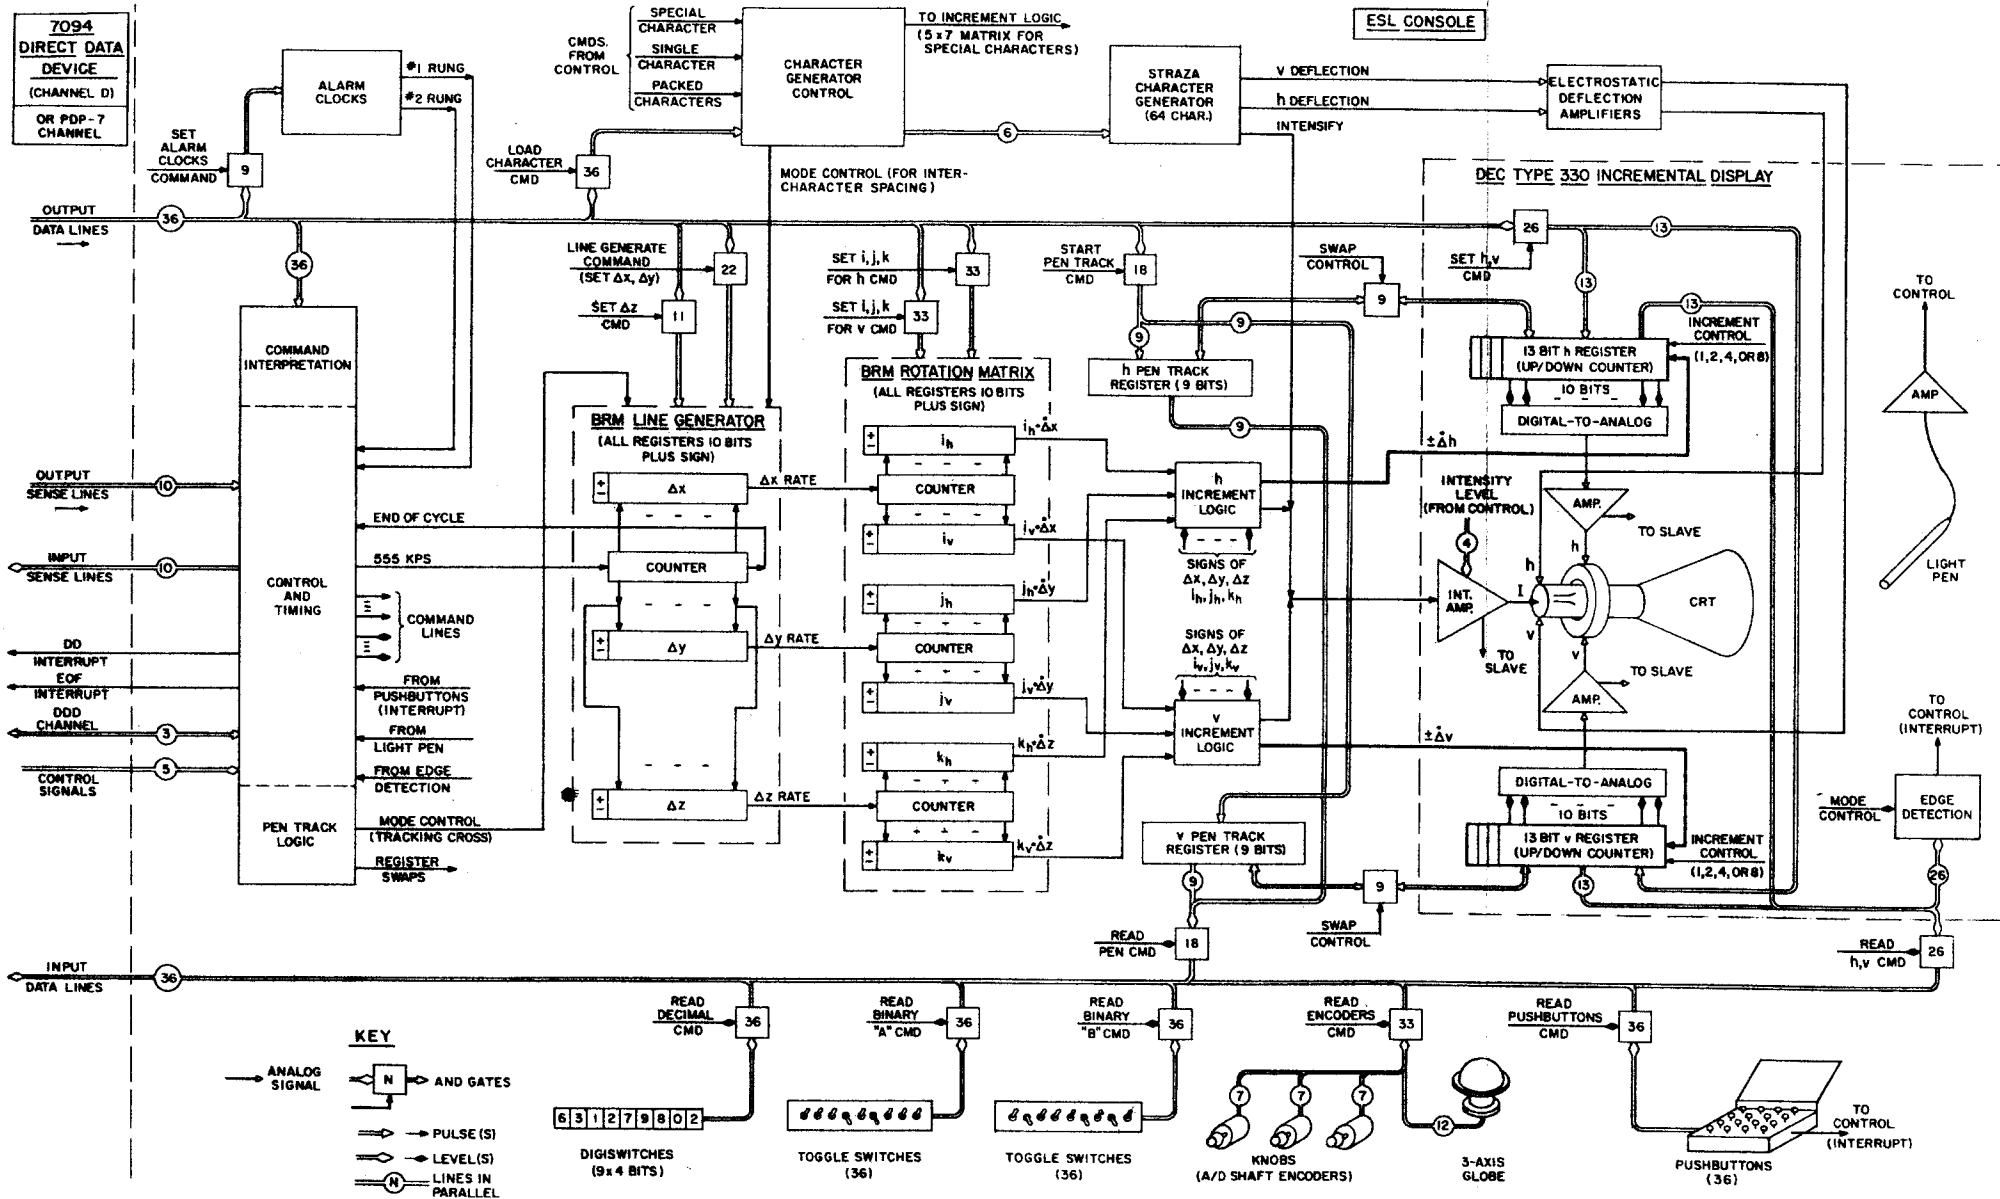 7094
DIRECT DATA
DEVICE
(CHANNEL D)
OR PDP-7
CHANNEL
ALARM
CLOCKS
#1 RUNG
#2 RUNG
SET
ALARM
CLOCKS
COMMAND
9
CMDS.
FROM
CONTROL
SPECIAL
CHARACTER
SINGLE
CHARACTER
PACKED
CHARACTERS
CHARACTER
GENERATOR
CONTROL
TO INCREMENT LOGIC
(5x7 MATRIX FOR
SPECIAL CHARACTERS)
LOAD
CHARACTER
CMD
36
6
MODE CONTROL (FOR INTER-
CHARACTER SPACING)
STRAZA
CHARACTER
GENERATOR
(64 CHAR.)
V DEFLECTION
h DEFLECTION
INTENSIFY
ESL CONSOLE
ELECTROSTATIC
DEFLECTION
AMPLIFIERS
DEC TYPE 330 INCREMENTAL DISPLAY
OUTPUT
DATA LINES
36
36
LINE GENERATE
COMMAND
(SET Δx, Δy)
22
SET Δz
CMD
11
SET i, j, k
FOR h CMD
33
SET i, j, k
FOR v CMD
33
START
PEN TRACK
CMD
18
9
9
SWAP
CONTROL
9
SET h,v
CMD
26
13
13
13
INCREMENT
CONTROL
(1,2,4,OR 8)
13 BIT h REGISTER
(UP/DOWN COUNTER)
10 BITS
DIGITAL-TO-ANALOG
h PEN TRACK
REGISTER (9 BITS)
9
TO
CONTROL
AMP
LIGHT
PEN
COMMAND
INTERPRETATION
CONTROL
AND
TIMING
PEN TRACK
LOGIC
OUTPUT
SENSE LINES
10
INPUT
SENSE LINES
10
DD
INTERRUPT
EOF
INTERRUPT
DDD
CHANNEL
3
CONTROL
SIGNALS
5
END OF CYCLE
555 KPS
COMMAND
LINES
FROM
PUSHBUTTONS
(INTERRUPT)
FROM
LIGHT PEN
FROM EDGE
DETECTION
MODE CONTROL
(TRACKING CROSS)
REGISTER
SWAPS
BRM LINE GENERATOR
(ALL REGISTERS 10 BITS
PLUS SIGN)
± Δx
Δx RATE
COUNTER
± Δy
Δy RATE
± Δz
Δz RATE
BRM ROTATION MATRIX
(ALL REGISTERS 10 BITS
PLUS SIGN)
± ih
ih·Δx
COUNTER
± iv
iv·Δx
± jh
jh·Δy
COUNTER
± jv
jv·Δy
± kh
kh·Δz
COUNTER
± kv
kv·Δz
h
INCREMENT
LOGIC
SIGNS OF
Δx, Δy, Δz
ih, jh, kh
SIGNS OF
Δx, Δy, Δz
iv, jv, kv
v
INCREMENT
LOGIC
±Δh
±Δv
INTENSITY
LEVEL
(FROM CONTROL)
4
INT.
AMP.
TO
SLAVE
AMP.
TO SLAVE
h
h
I
v
v
CRT
TO SLAVE
AMP.
DIGITAL-TO-ANALOG
10 BITS
13 BIT v REGISTER
(UP/DOWN COUNTER)
INCREMENT
CONTROL
(1,2,4,OR 8)
13
v PEN TRACK
REGISTER (9 BITS)
9
9
SWAP
CONTROL
TO
CONTROL
(INTERRUPT)
MODE
CONTROL
EDGE
DETECTION
26
READ
PEN CMD
18
READ
h,v CMD
26
INPUT
DATA LINES
36
READ
DECIMAL
CMD
36
READ
BINARY
"A" CMD
36
READ
BINARY
"B" CMD
36
READ
ENCODERS
CMD
33
READ
PUSHBUTTONS
CMD
36
KEY
ANALOG
SIGNAL
N
AND GATES
PULSE(S)
LEVEL(S)
N
LINES IN
PARALLEL
6 3 1 2 7 9 8 0 2
DIGISWITCHES
(9x4 BITS)
TOGGLE SWITCHES
(36)
TOGGLE SWITCHES
(36)
7
7
7
12
KNOBS
(A/D SHAFT ENCODERS)
3-AXIS
GLOBE
PUSHBUTTONS
(36)
TO
CONTROL
(INTERRUPT)